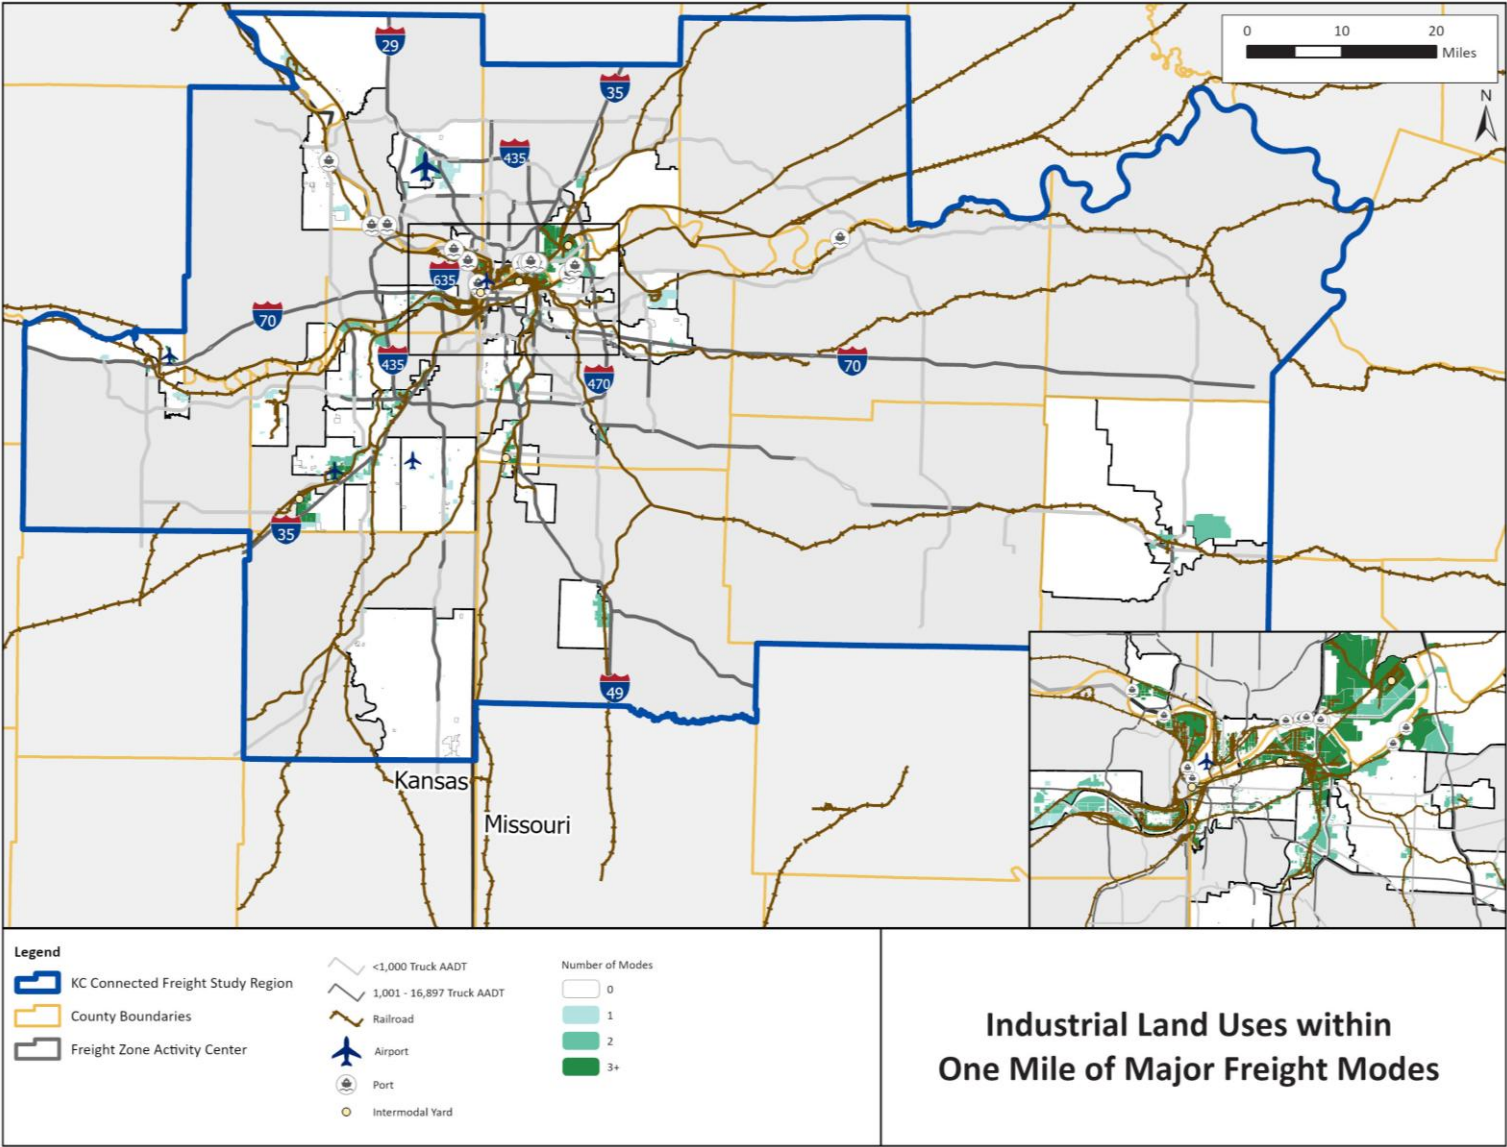 29
35
435
0 10 20
Miles
N
635
70
435
470
70
35
49
Kansas
Missouri
Legend
KC Connected Freight Study Region
County Boundaries
Freight Zone Activity Center
<1,000 Truck AADT
1,001 - 16,897 Truck AADT
Railroad
Airport
Port
Intermodal Yard
Number of Modes
0
1
2
3+
Industrial Land Uses within
One Mile of Major Freight Modes